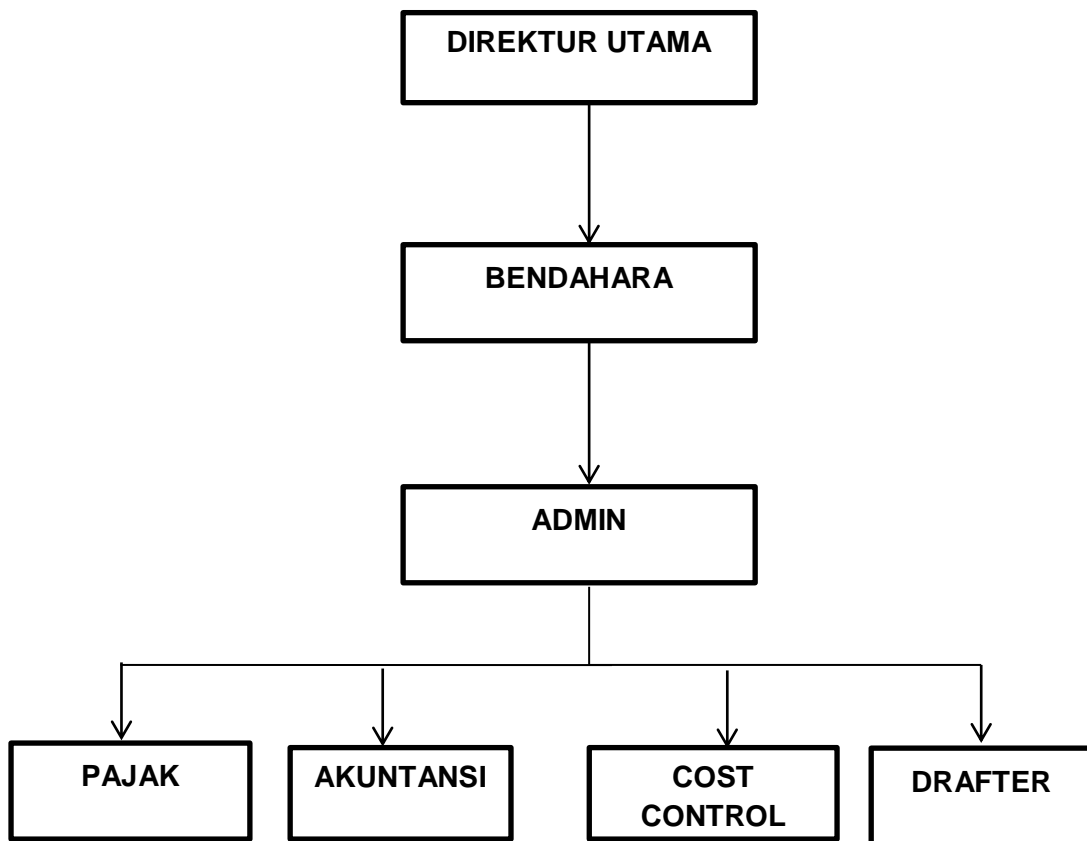 DIREKTUR UTAMA
BENDAHARA
ADMIN
PAJAK
AKUNTANSI
COST
CONTROL
DRAFTER